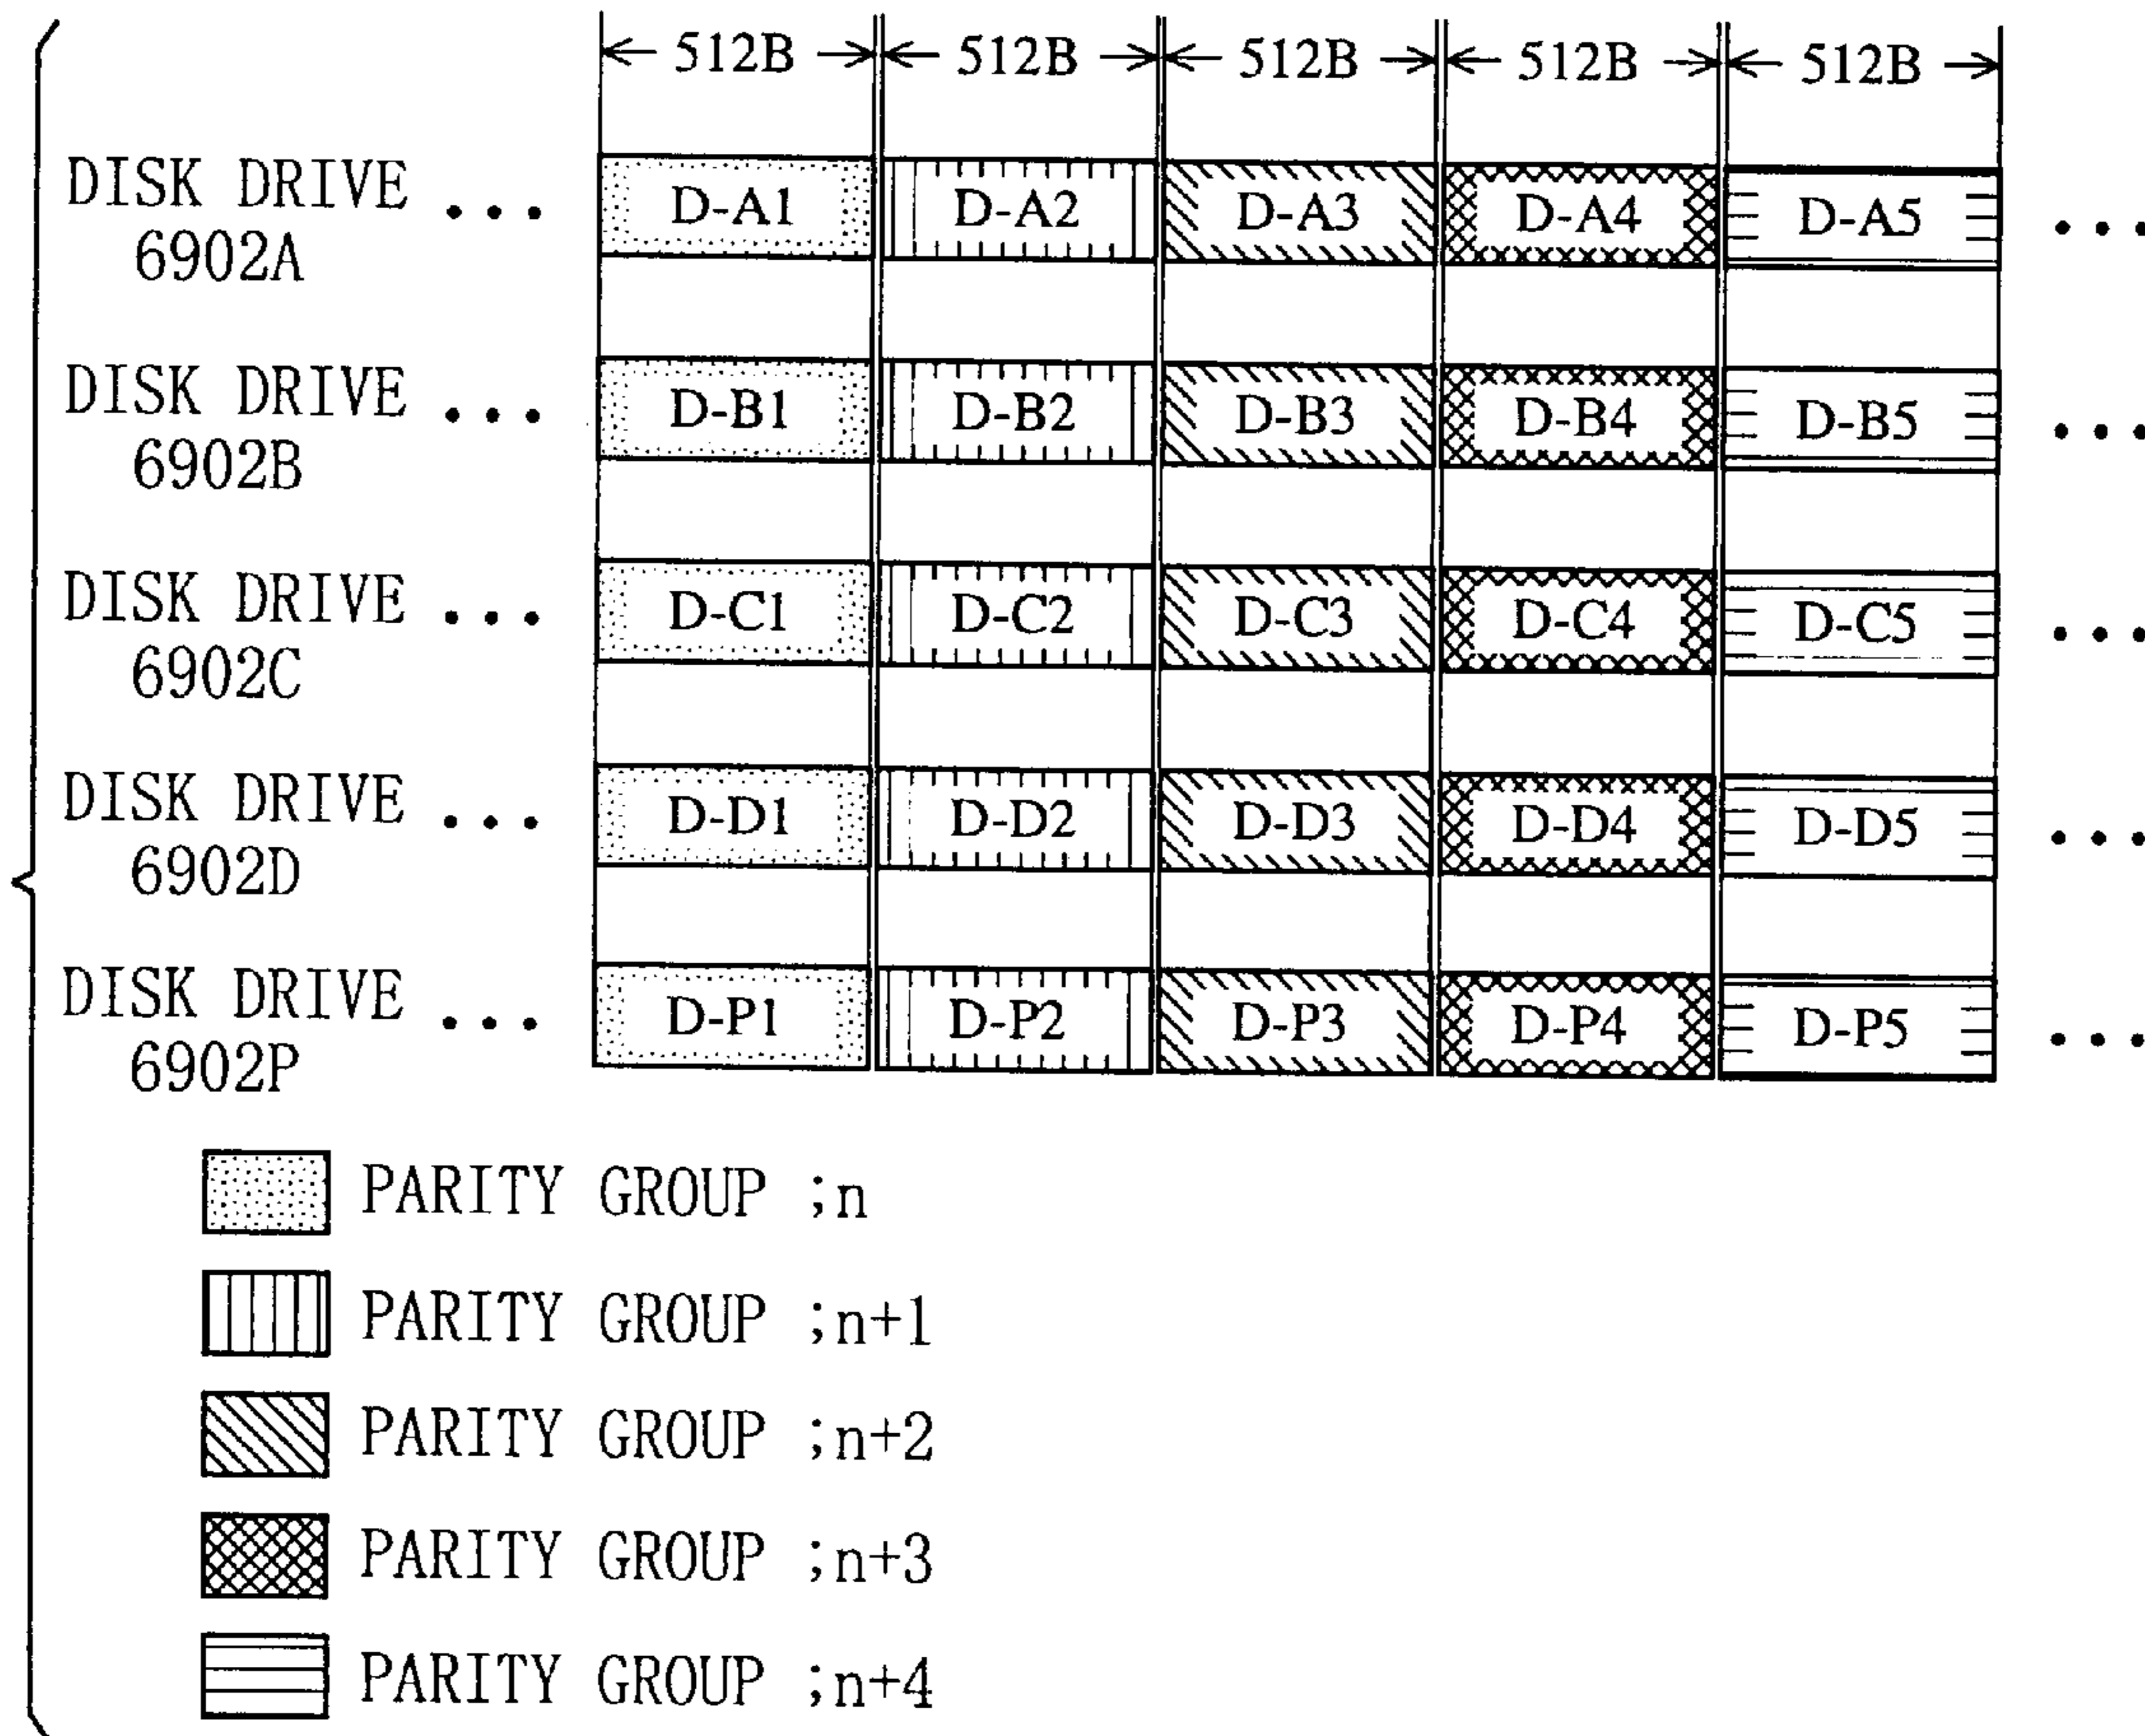 512B 512B 512B 512B 512B
DISK DRIVE ... D-A1 D-A2 D-A3 D-A4 D-A5 ...
6902A
DISK DRIVE ... D-B1 D-B2 D-B3 D-B4 D-B5 ...
6902B
DISK DRIVE ... D-C1 D-C2 D-C3 D-C4 D-C5 ...
6902C
DISK DRIVE ... D-D1 D-D2 D-D3 D-D4 D-D5 ...
6902D
DISK DRIVE ... D-P1 D-P2 D-P3 D-P4 D-P5 ...
6902P
PARITY GROUP ;n
PARITY GROUP ;n+1
PARITY GROUP ;n+2
PARITY GROUP ;n+3
PARITY GROUP ;n+4